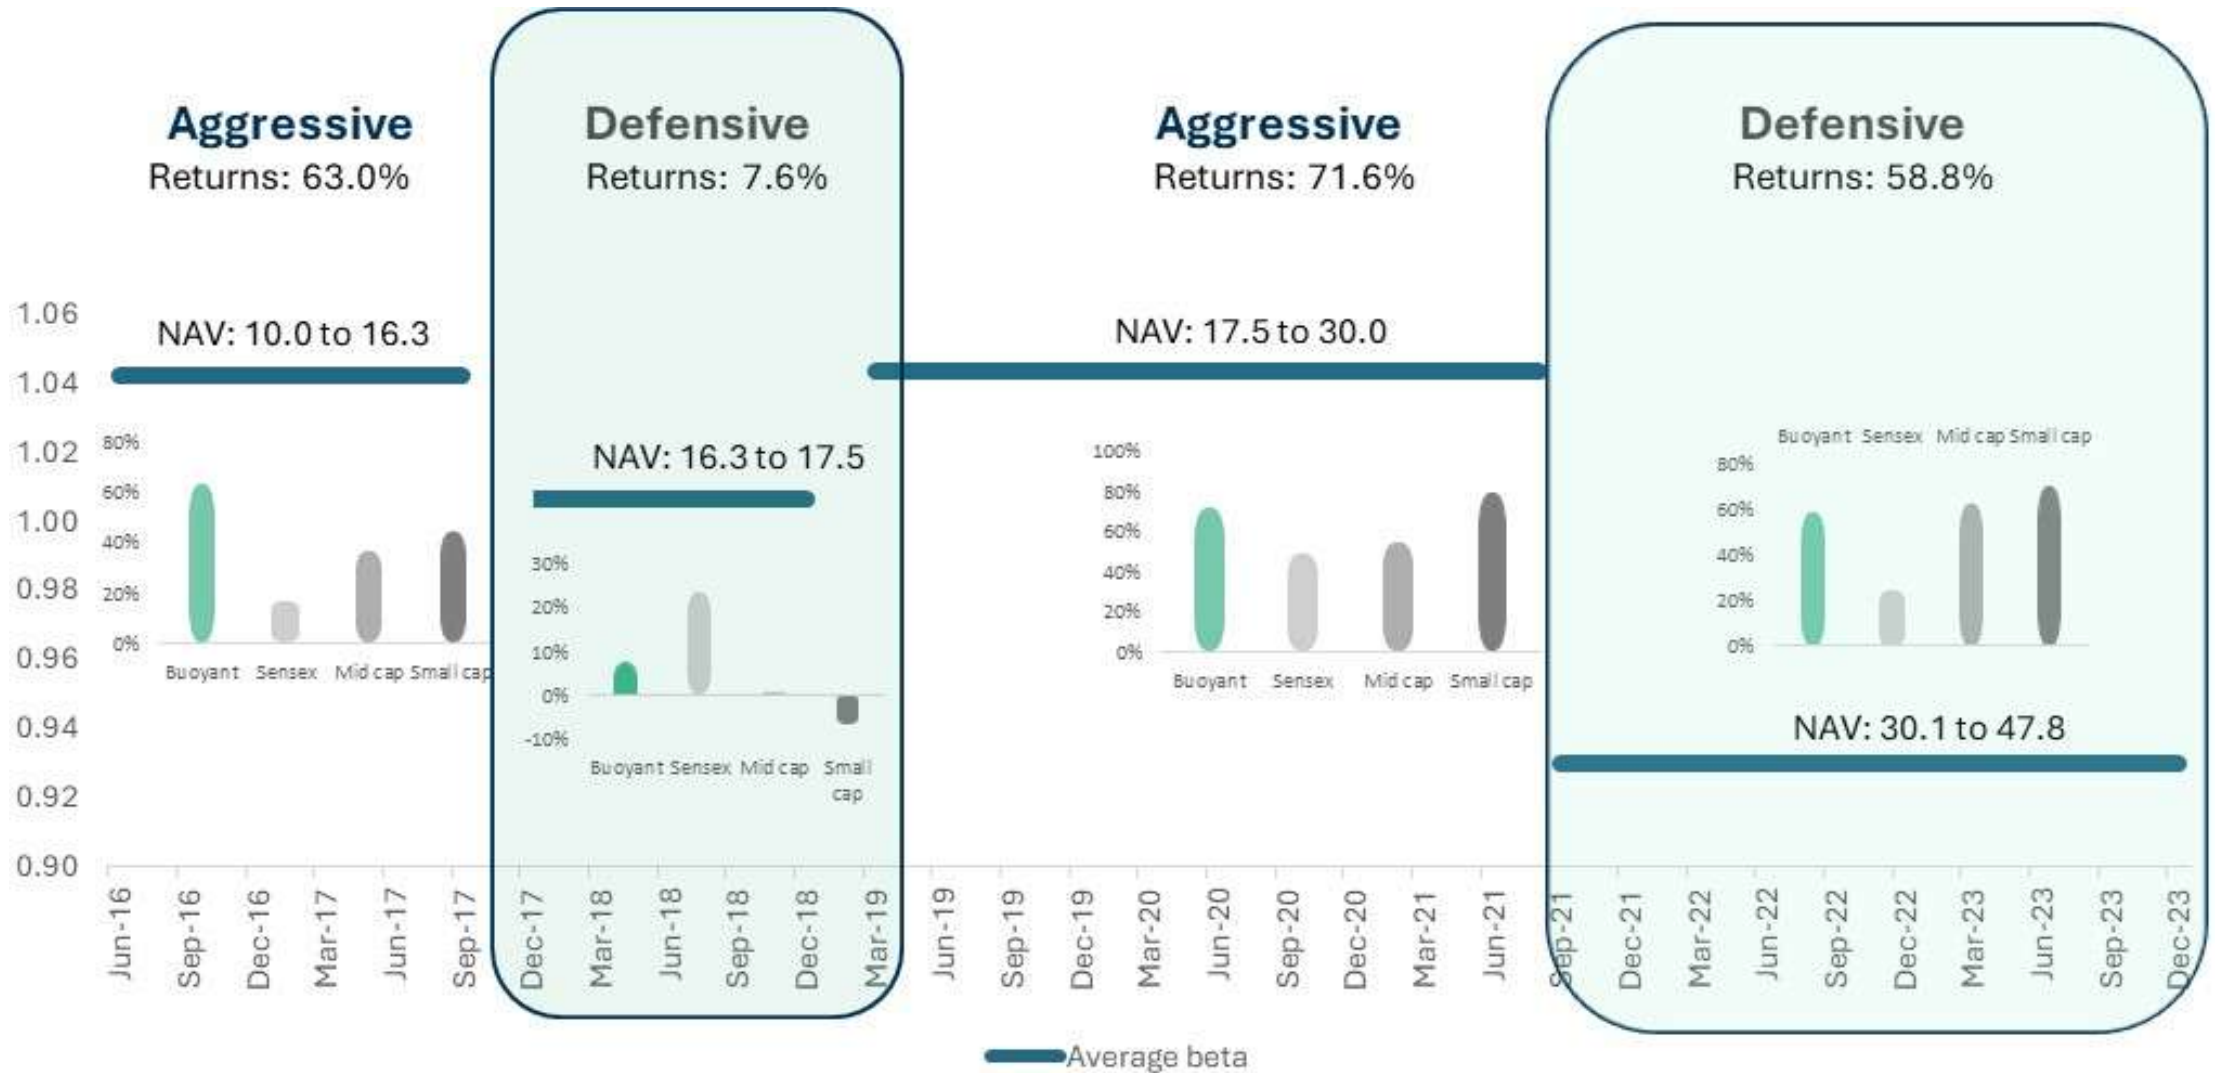 Aggressive
Returns: 63.0%
Defensive
Returns: 7.6%
Aggressive
Returns: 71.6%
Defensive
Returns: 58.8%
1.06
1.04
1.02
1.00
0.98
0.96
0.94
0.92
0.90
NAV: 10.0 to 16.3
80%
60%
40%
20%
0%
Buoyant Sensex Mid cap Small cap
NAV: 16.3 to 17.5
30%
20%
10%
0%
-10%
Buoyant Sensex Mid cap Small
cap
NAV: 17.5 to 30.0
100%
80%
60%
40%
20%
0%
Buoyant Sensex Mid cap Small cap
Buoyant Sensex Mid cap Small cap
80%
60%
40%
20%
0%
NAV: 30.1 to 47.8
Jun-16
Sep-16
Dec-16
Mar-17
Jun-17
Sep-17
Dec-17
Mar-18
Jun-18
Sep-18
Dec-18
Mar-19
Jun-19
Sep-19
Dec-19
Mar-20
Jun-20
Sep-20
Dec-20
Mar-21
Jun-21
Sep-21
Dec-21
Mar-22
Jun-22
Sep-22
Dec-22
Mar-23
Jun-23
Sep-23
Dec-23
Average beta